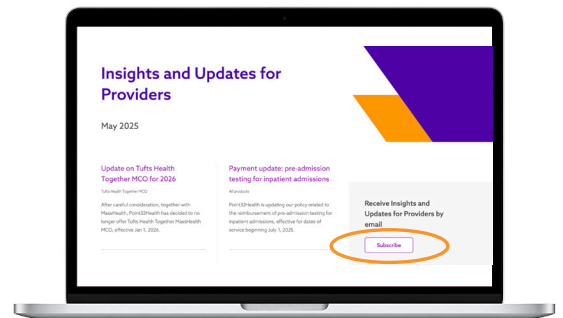 Insights and Updates for
Providers
May 2025
Update on Tufts Health
Together MCO for 2026
Tufts Health Together MCO
After careful consideration, together with
MassHealth, Point32Health has decided to no
longer offer Tufts Health Together MassHealth
MCO, effective Jan 1, 2026.
Payment update: pre-admission
testing for inpatient admissions
All products
Point32Health is updating our policy related to
the reimbursement of pre-admission testing for
inpatient admissions, effective for dates of
service beginning July 1, 2025.
Receive Insights and
Updates for Providers by
email
Subscribe